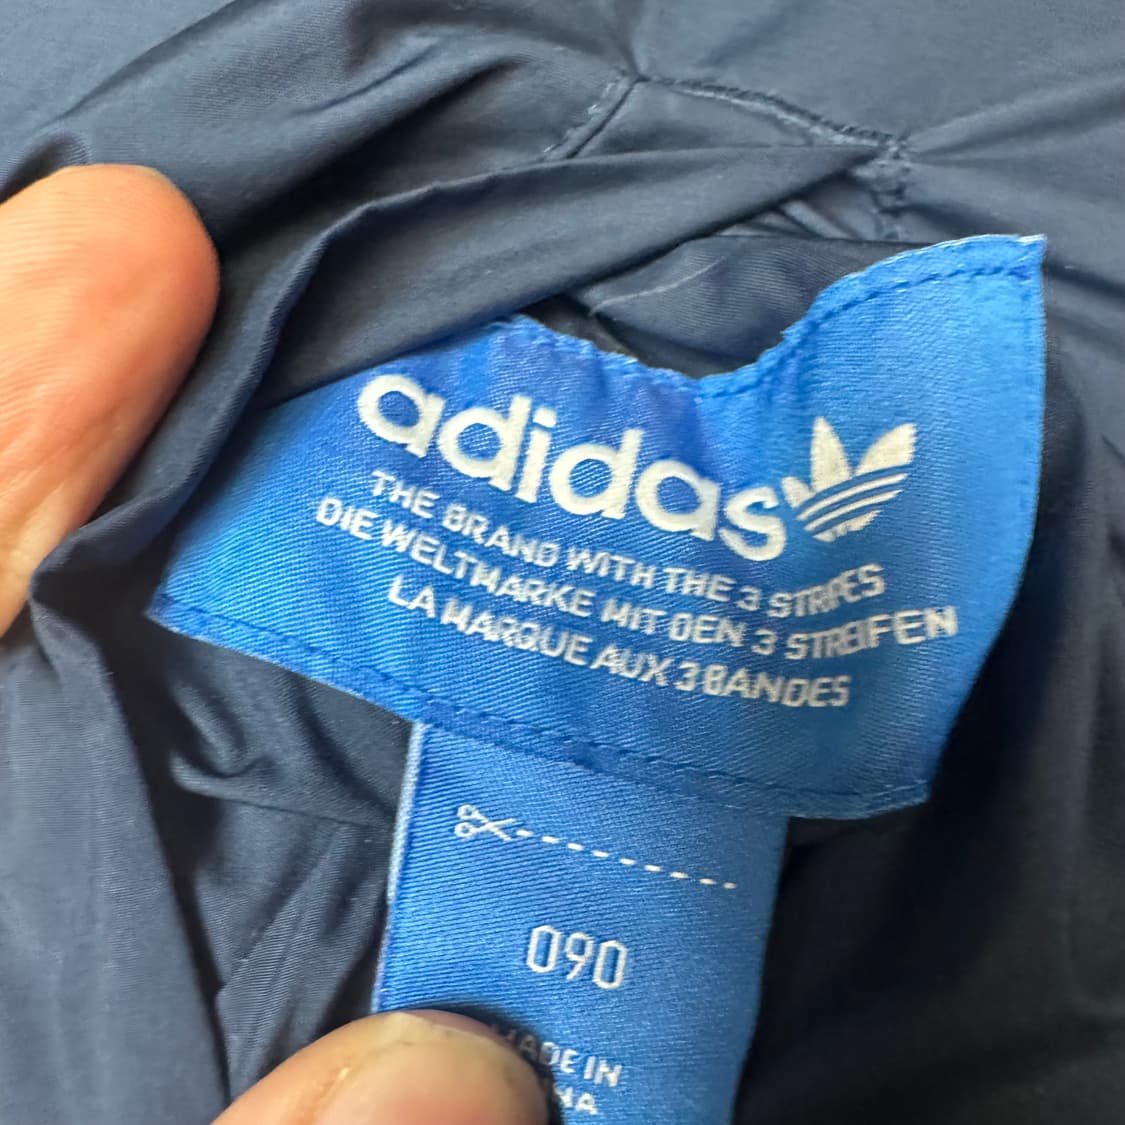 adidas
THE BRAND WITH THE 3 STRIPES
DIE WELTMARKE MIT DEN 3 STREIFEN
LA MARQUE AUX 3 BANDES
090
MADE IN